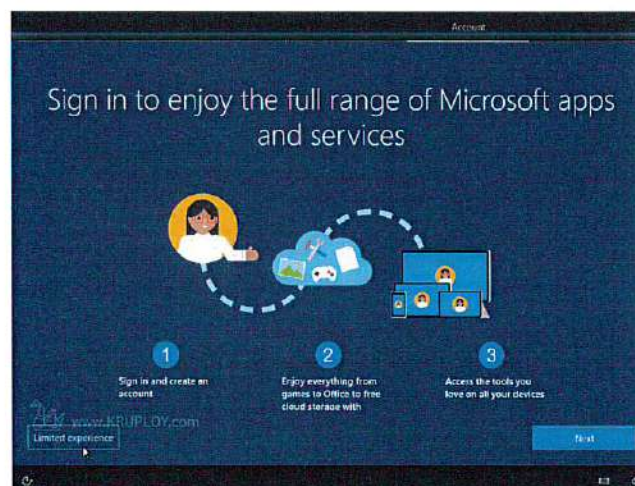 Account
Sign in to enjoy the full range of Microsoft apps
and services
1
Sign in and create an
account
2
Enjoy everything from
games to Office to free
cloud storage with
3
Access the tools you
love on all your devices
www.KRUPLOY.com
Limited experience
Next